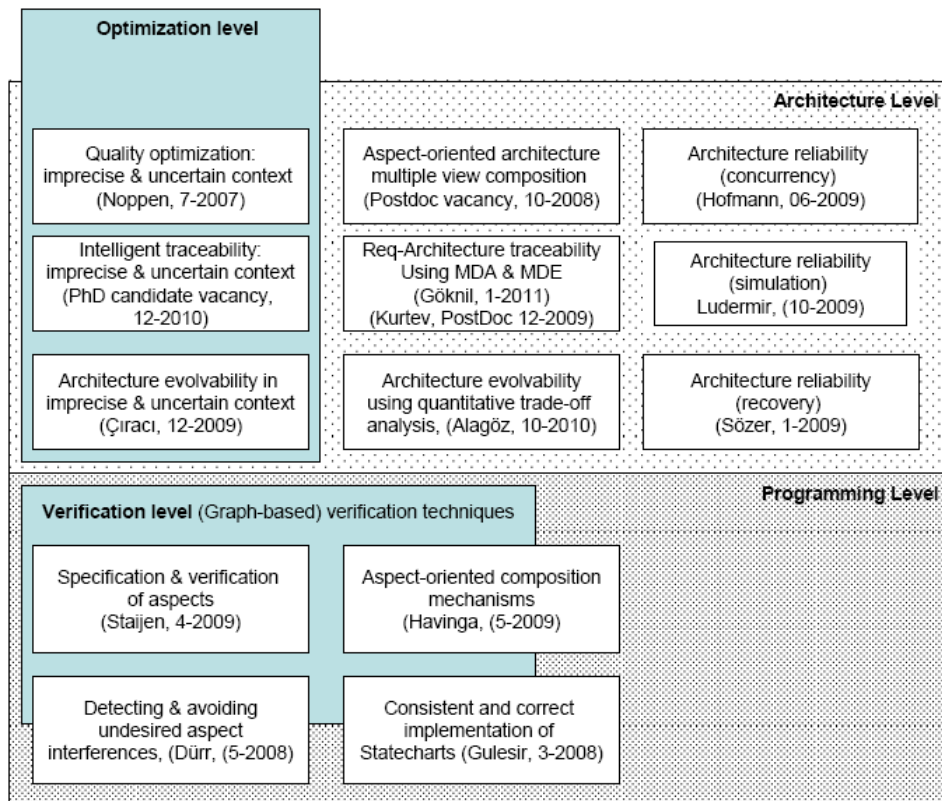 Optimization level
Architecture Level
Quality optimization:
imprecise & uncertain context
(Noppen, 7-2007)
Aspect-oriented architecture
multiple view composition
(Postdoc vacancy, 10-2008)
Architecture reliability
(concurrency)
(Hofmann, 06-2009)
Intelligent traceability:
imprecise & uncertain context
(PhD candidate vacancy,
12-2010)
Req-Architecture traceability
Using MDA & MDE
(Göknil, 1-2011)
(Kurtev, PostDoc 12-2009)
Architecture reliability
(simulation)
Ludermir, (10-2009)
Architecture evolvability in
imprecise & uncertain context
(Çıracı, 12-2009)
Architecture evolvability
using quantitative trade-off
analysis, (Alagöz, 10-2010)
Architecture reliability
(recovery)
(Sözer, 1-2009)
Programming Level
Verification level (Graph-based) verification techniques
Specification & verification
of aspects
(Staijen, 4-2009)
Aspect-oriented composition
mechanisms
(Havinga, (5-2009)
Detecting & avoiding
undesired aspect
interferences, (Dürr, (5-2008)
Consistent and correct
implementation of
Statecharts (Gulesir, 3-2008)